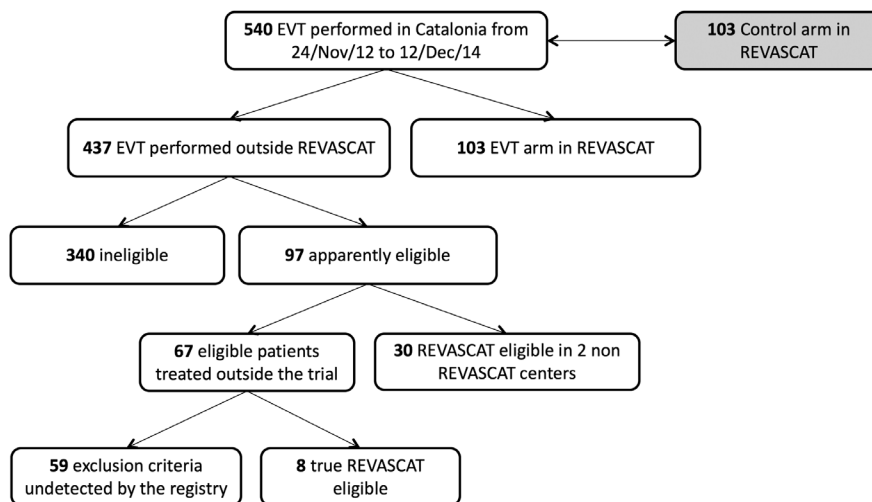 540 EVT performed in Catalonia from
24/Nov/12 to 12/Dec/14
103 Control arm in
REVASCAT
437 EVT performed outside REVASCAT
103 EVT arm in REVASCAT
340 ineligible
97 apparently eligible
67 eligible patients
treated outside the trial
30 REVASCAT eligible in 2 non
REVASCAT centers
59 exclusion criteria
undetected by the registry
8 true REVASCAT
eligible